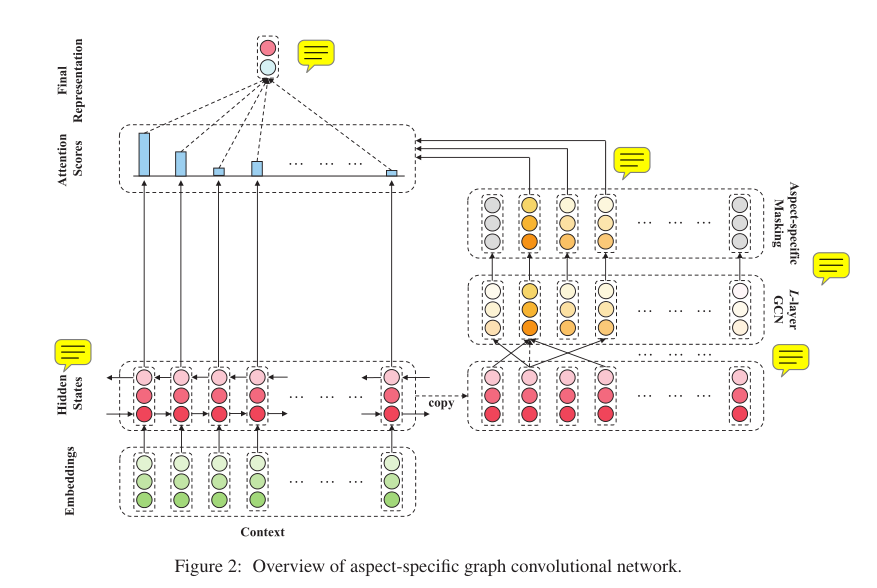 Final
Representation
Attention
Scores
Aspect-specific
Masking
L-layer
GCN
Hidden
States
copy
Embeddings
Context
Figure 2: Overview of aspect-specific graph convolutional network.